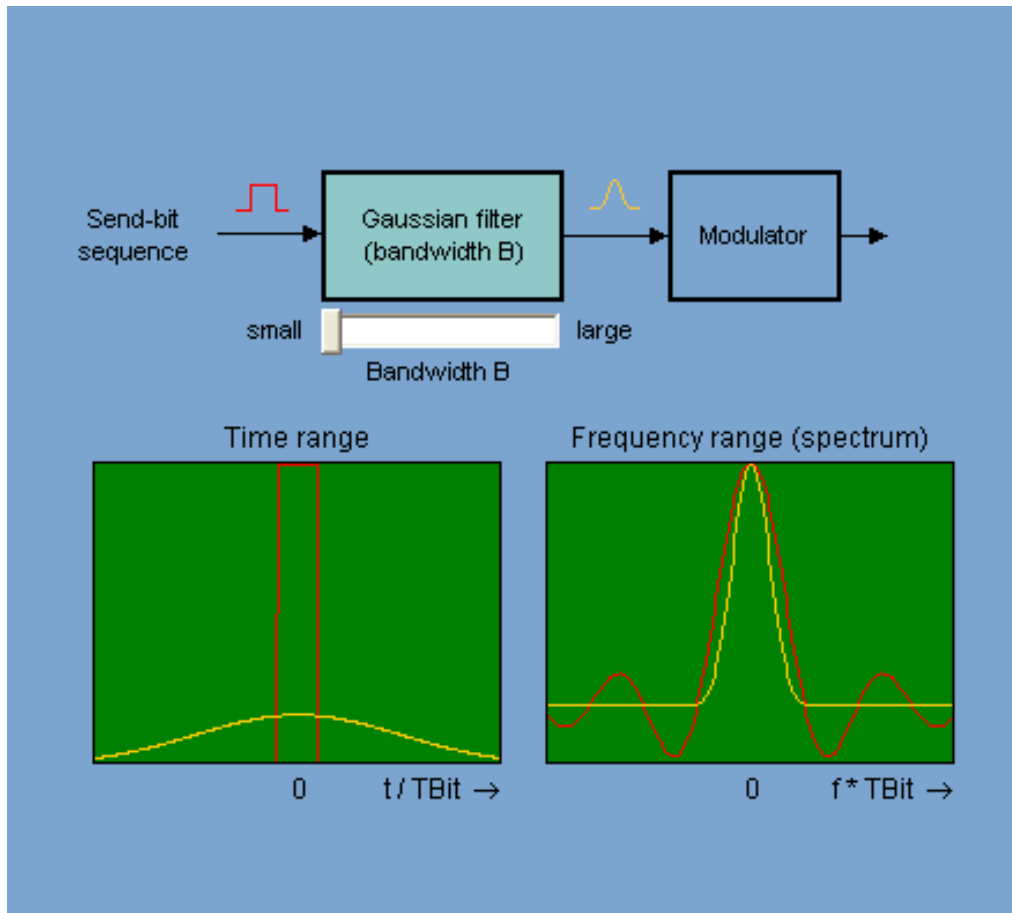 Send-bit
sequence
Gaussian filter
(bandwidth B)
Modulator
small
large
Bandwidth B
Time range
Frequency range (spectrum)
0
t / TBit →
0
f * TBit →